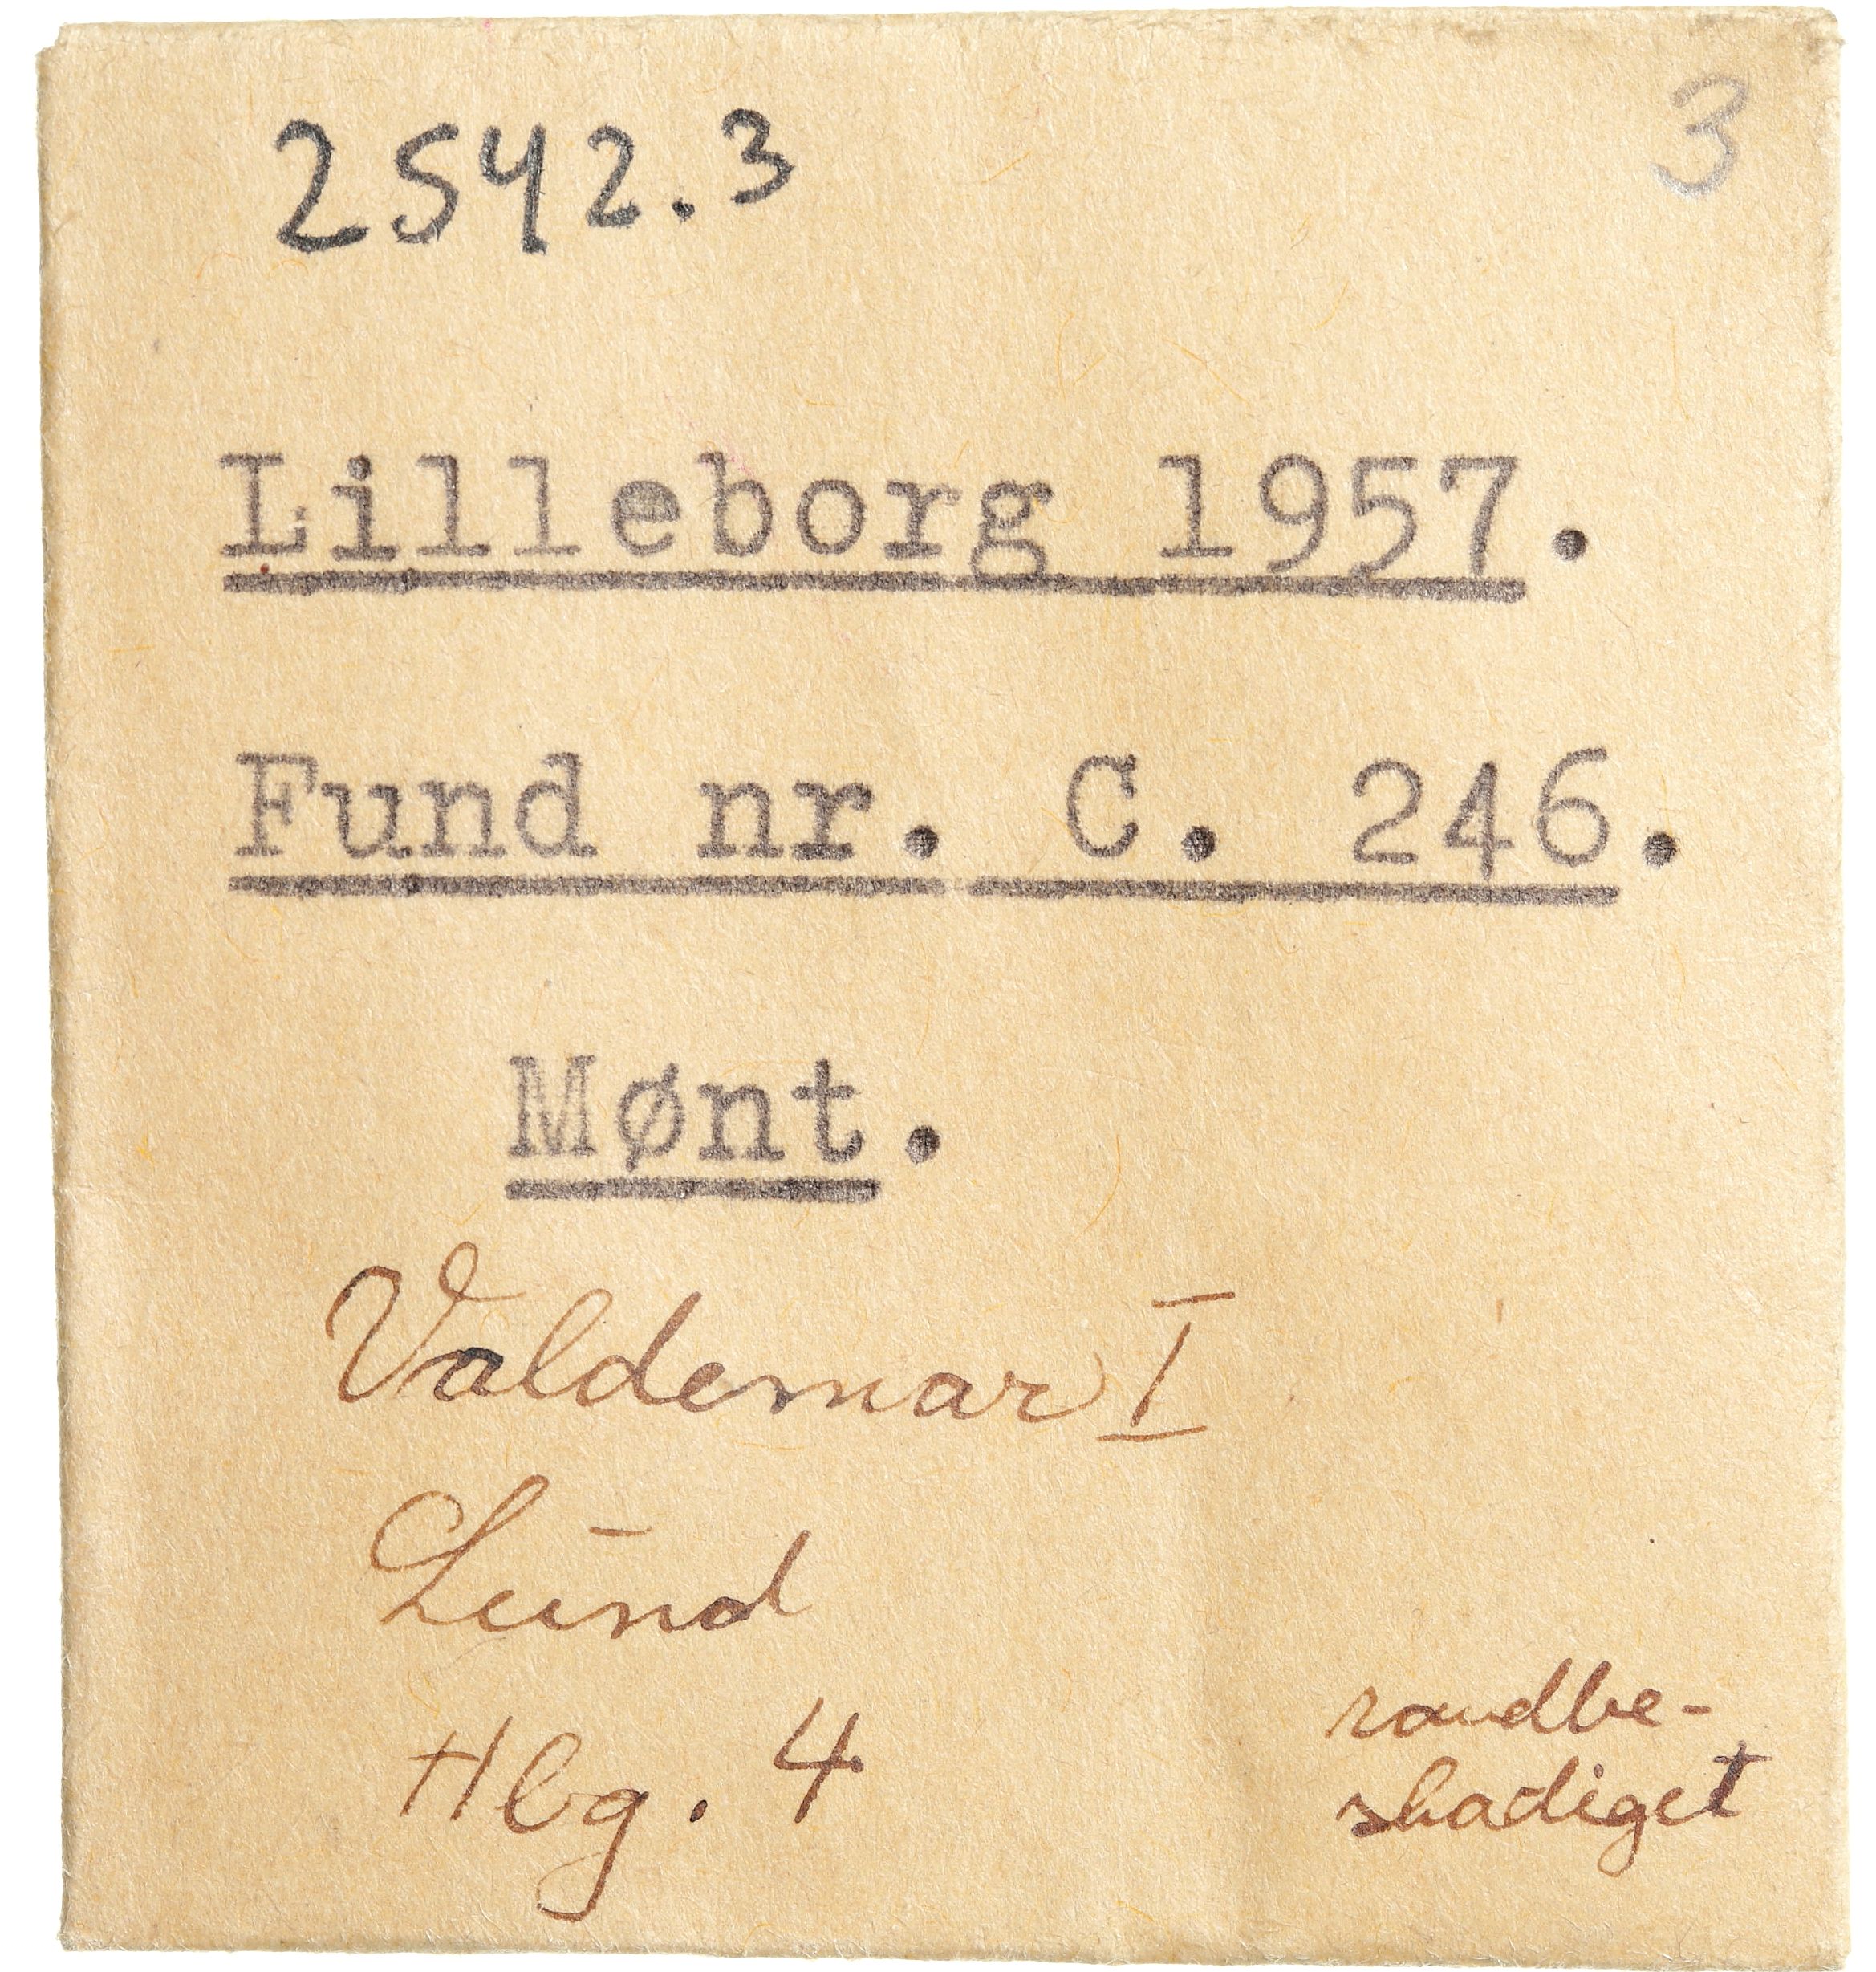 2542.3
3
Lilleborg 1957.
Fund nr. C. 246.
Mønt.
Valdemar I
Lund
Hbg. 4
randbe-
skadiget